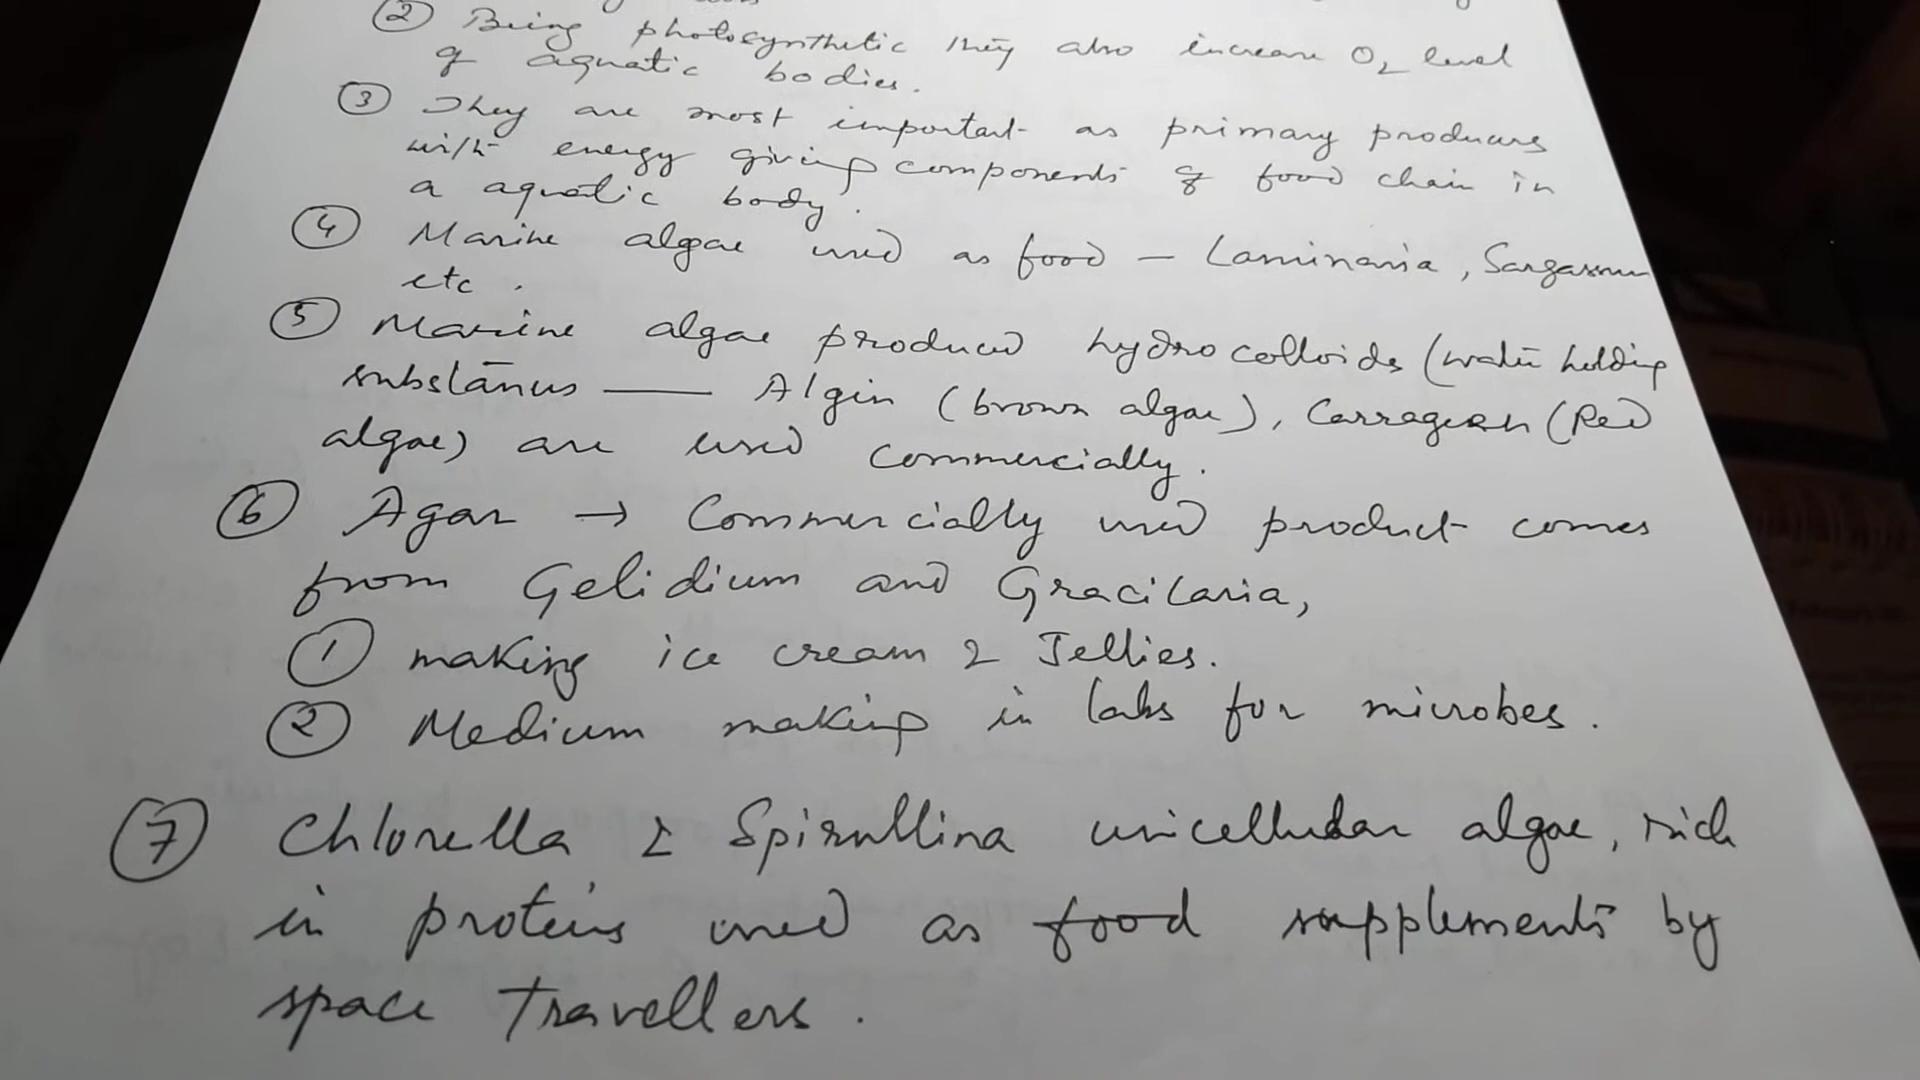 ② Being photosynthetic they also increase O₂ level
of aquatic bodies.
③ They are most important as primary producers
with energy giving components of food chain in
a aquatic body.
④ Marine algae used as food – Laminaria, Sargassum
etc.
⑤ Marine algae produced hydrocolloids (water holding
substances —— Algin (brown algae), Carrageen (Red
algae) are used commercially.
⑥ Agar → Commercially used product comes
from Gelidium and Gracilaria,
① making ice cream & Jellies.
② Medium making in labs for microbes.
⑦ Chlorella & Spirullina unicellular algae, rich
in proteins used as food supplements by
space Travellers.